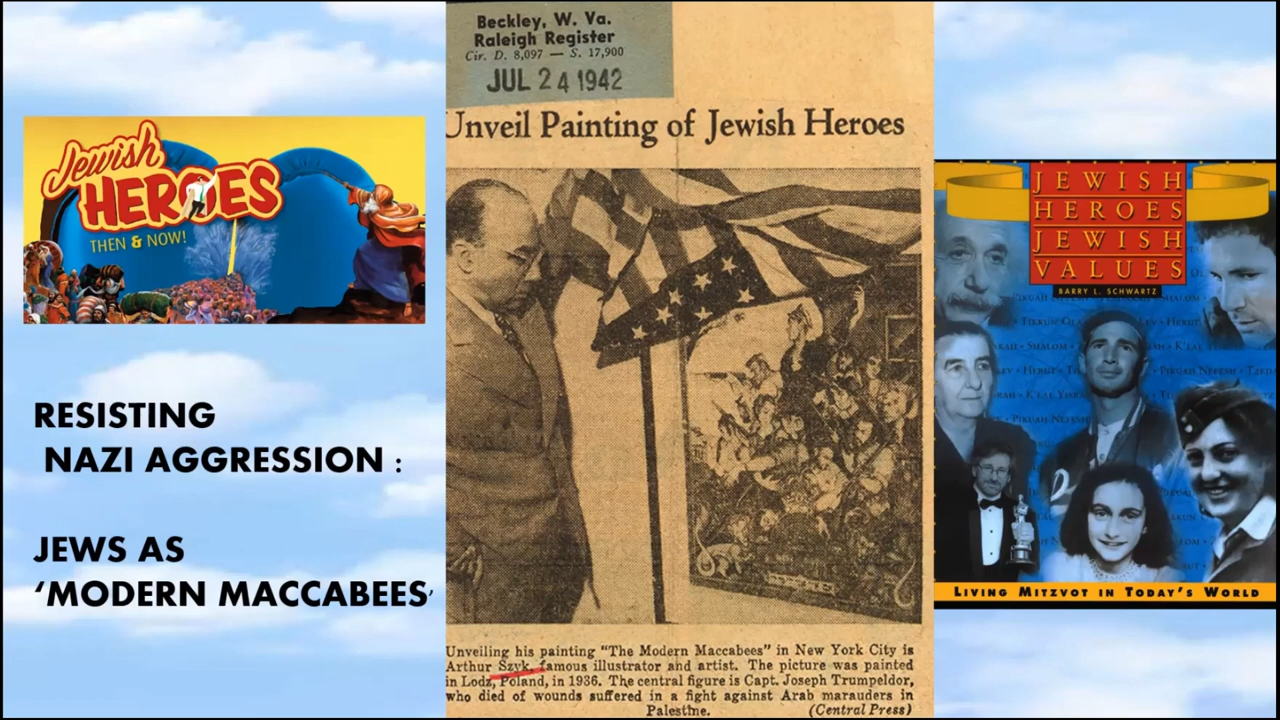 Jewish
HEROES
THEN & NOW!
RESISTING
NAZI AGGRESSION :
JEWS AS
‘MODERN MACCABEES’
Beckley, W. Va.
Raleigh Register
Cir. D. 8,097 — S. 17,900
JUL 24 1942
Unveil Painting of Jewish Heroes
Unveiling his painting "The Modern Maccabees" in New York City is
Arthur Szyk, famous illustrator and artist. The picture was painted
in Lodz, Poland, in 1936. The central figure is Capt. Joseph Trumpeldor,
who died of wounds suffered in a fight against Arab marauders in
Palestine. (Central Press)
JEWISH
HEROES
JEWISH
VALUES
BARRY L. SCHWARTZ
LIVING MITZVOT IN TODAY'S WORLD